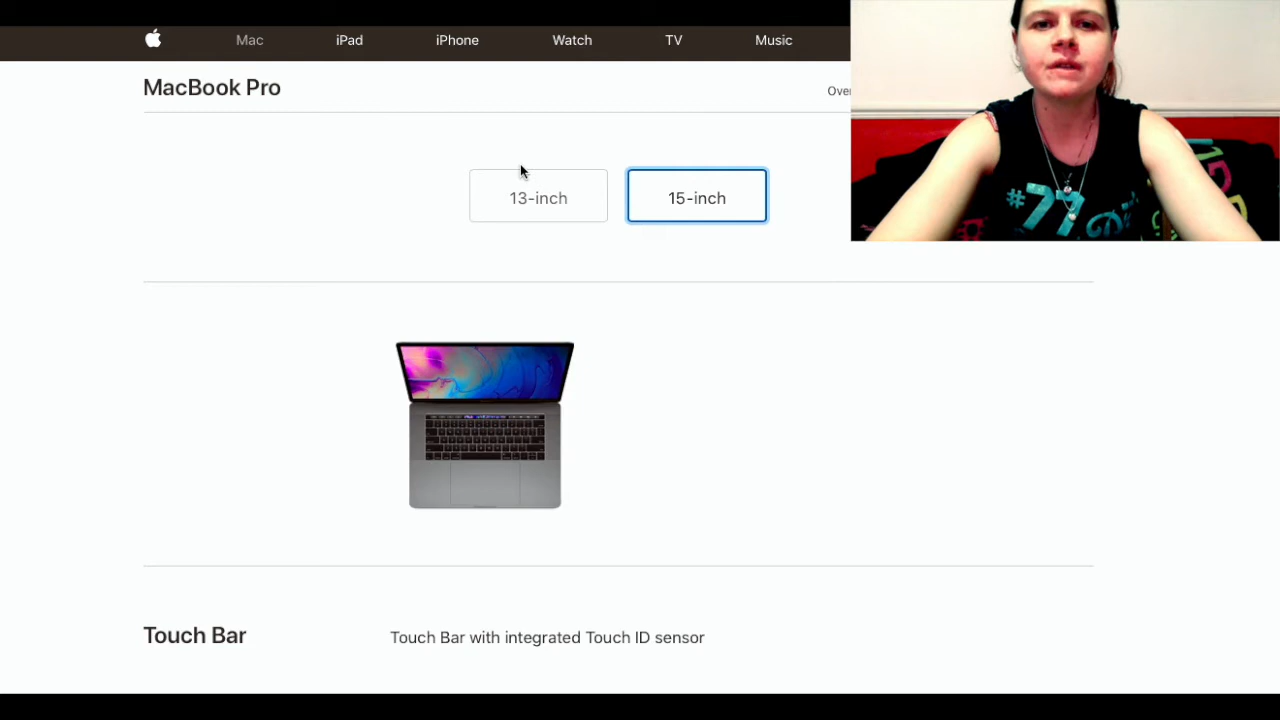 Mac iPad iPhone Watch TV Music
MacBook Pro
13-inch 15-inch
Touch Bar
Touch Bar with integrated Touch ID sensor